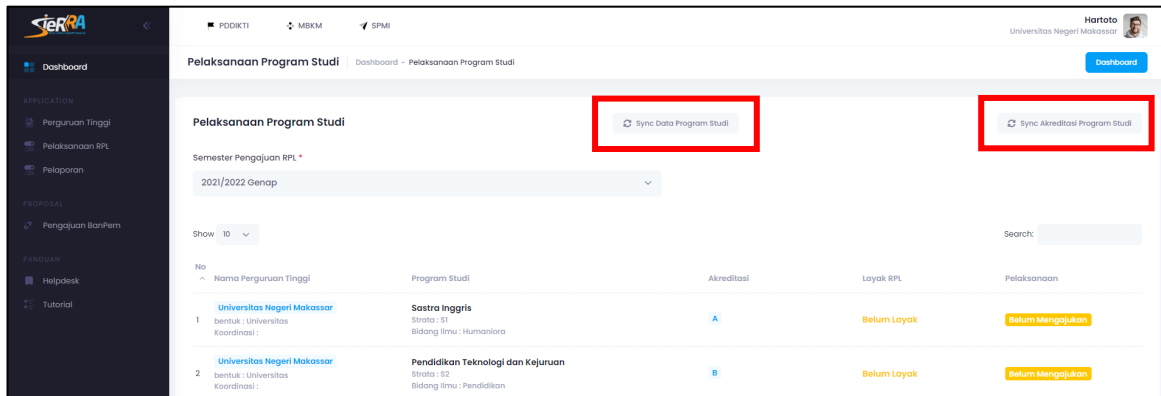 SIERRA
PDDIKTI MBKM SPMI
Hartoto
Universitas Negeri Makassar
Dashboard
Pelaksanaan Program Studi Dashboard - Pelaksanaan Program Studi
Dashboard
APPLICATION
Perguruan Tinggi
Pelaksanaan RPL
Pelaporan
PROPOSAL
Pengajuan BanPem
PANDUAN
Helpdesk
Tutorial
Pelaksanaan Program Studi
Sync Data Program Studi
Sync Akreditasi Program Studi
Semester Pengajuan RPL *
2021/2022 Genap
Show 10
Search:
No Nama Perguruan Tinggi Program Studi Akreditasi Layak RPL Pelaksanaan
1 Universitas Negeri Makassar
bentuk : Universitas
Koordinasi :
Sastra Inggris
Strata : S1
Bidang Ilmu : Humaniora
A
Belum Layak
Belum Mengajukan
2 Universitas Negeri Makassar
bentuk : Universitas
Koordinasi :
Pendidikan Teknologi dan Kejuruan
Strata : S2
Bidang Ilmu : Pendidikan
B
Belum Layak
Belum Mengajukan